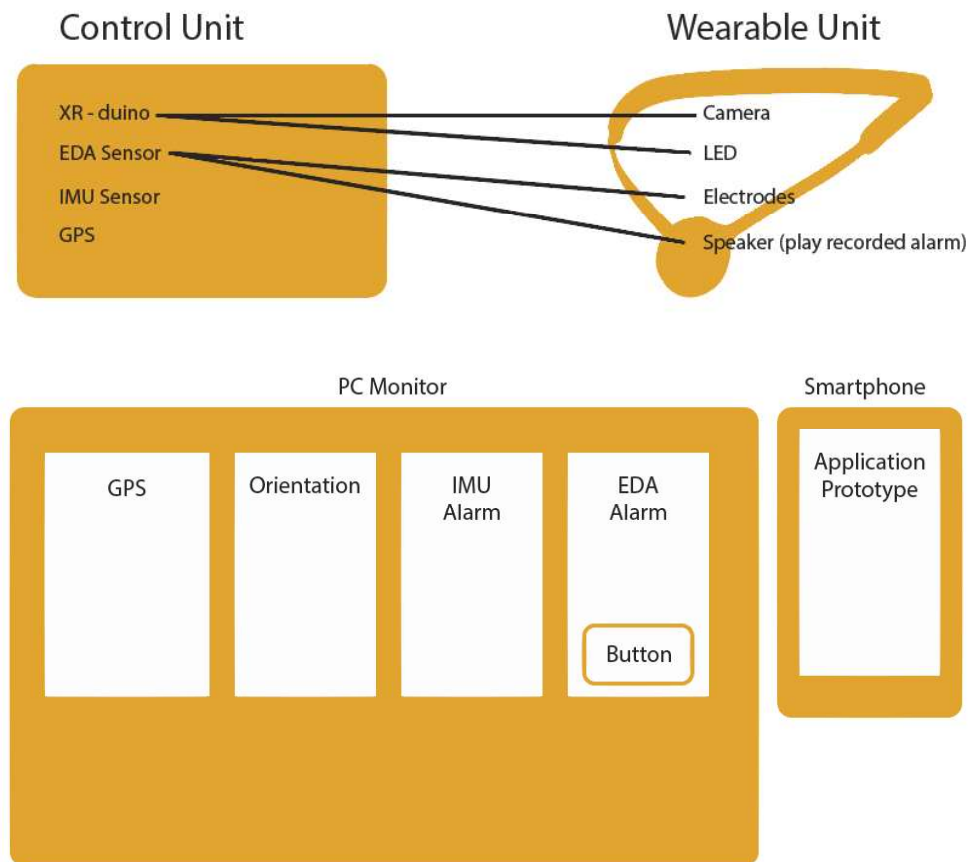 Control Unit
Wearable Unit
XR - duino
EDA Sensor
IMU Sensor
GPS
Camera
LED
Electrodes
Speaker (play recorded alarm)
PC Monitor
Smartphone
GPS
Orientation
IMU
Alarm
EDA
Alarm
Button
Application
Prototype